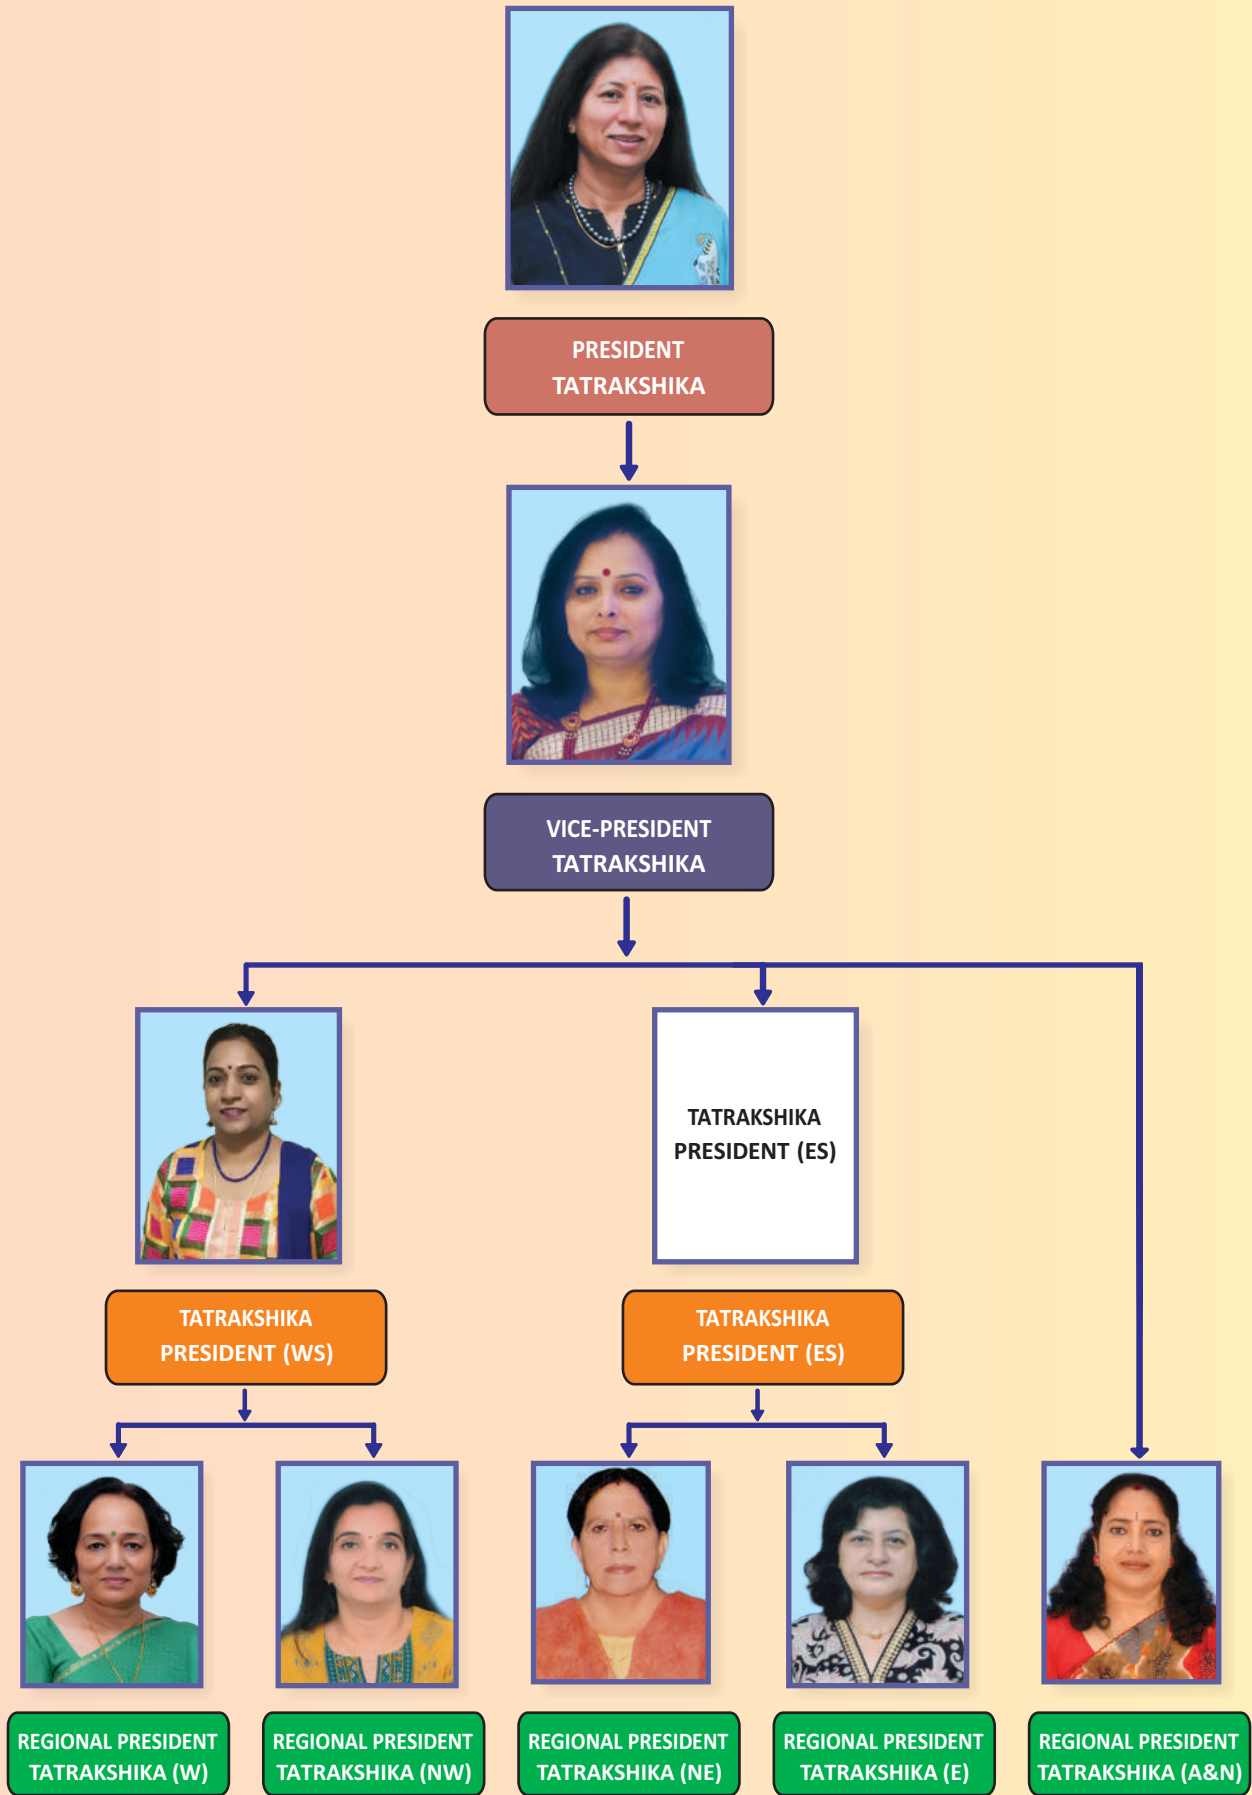 PRESIDENT
TATRAKSHIKA
VICE-PRESIDENT
TATRAKSHIKA
TATRAKSHIKA
PRESIDENT (ES)
TATRAKSHIKA
PRESIDENT (WS)
TATRAKSHIKA
PRESIDENT (ES)
REGIONAL PRESIDENT
TATRAKSHIKA (W)
REGIONAL PRESIDENT
TATRAKSHIKA (NW)
REGIONAL PRESIDENT
TATRAKSHIKA (NE)
REGIONAL PRESIDENT
TATRAKSHIKA (E)
REGIONAL PRESIDENT
TATRAKSHIKA (A&N)